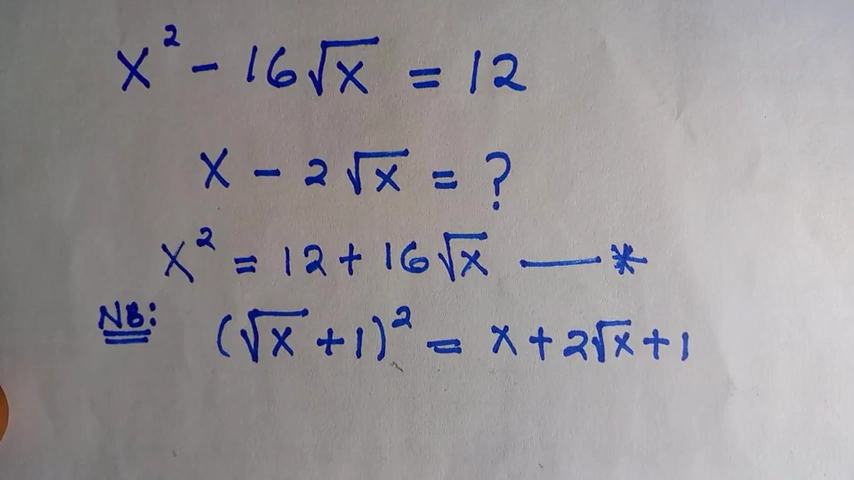 x² - 16√x = 12
x - 2√x = ?
x² = 12 + 16√x —— *
NB: (√x + 1)² = x + 2√x + 1